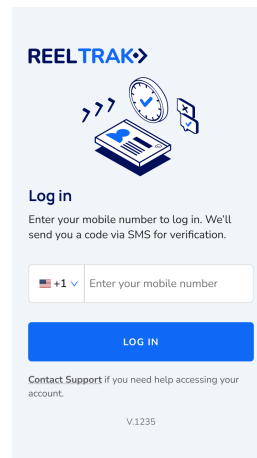 REELTRAK
Log in
Enter your mobile number to log in. We'll
send you a code via SMS for verification.
+1 Enter your mobile number
LOG IN
Contact Support if you need help accessing your
account.
V.1235